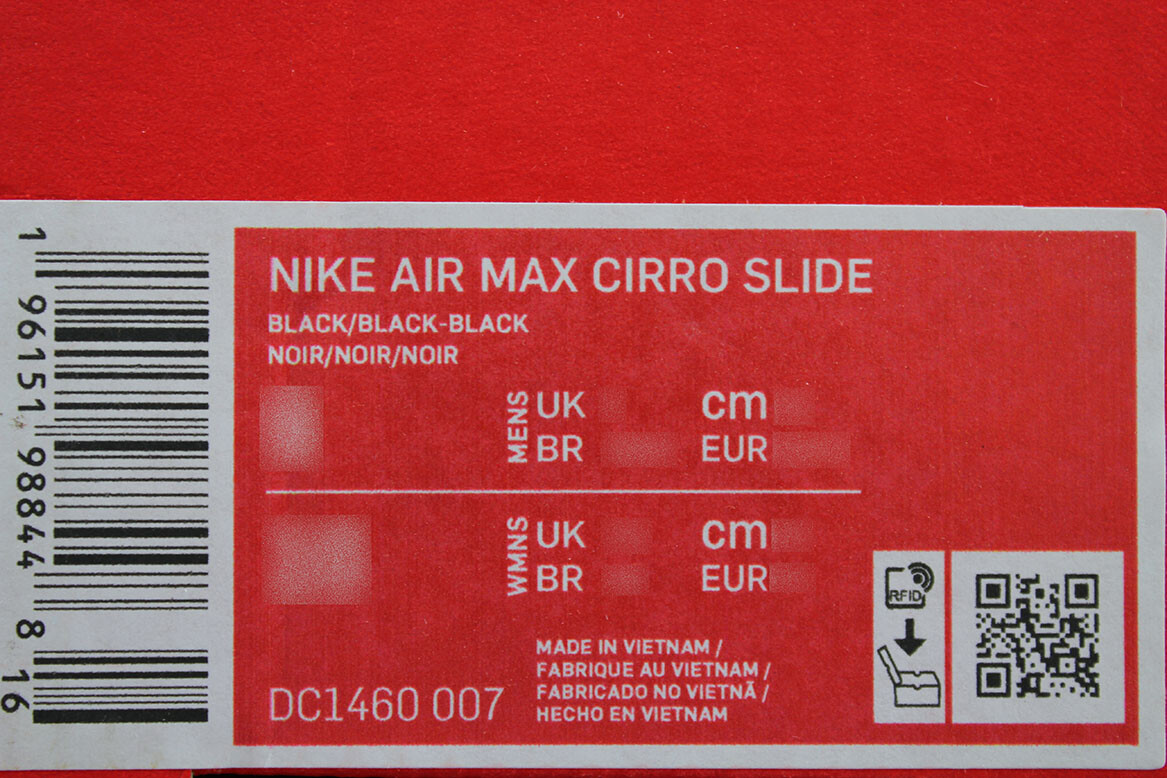 1 96151 98844 8 16
NIKE AIR MAX CIRRO SLIDE
BLACK/BLACK-BLACK
NOIR/NOIR/NOIR
MENS
UK
cm
BR
EUR
WMNS
UK
cm
BR
EUR
RFID
DC1460 007
MADE IN VIETNAM /
FABRIQUE AU VIETNAM /
FABRICADO NO VIETNÃ /
HECHO EN VIETNAM